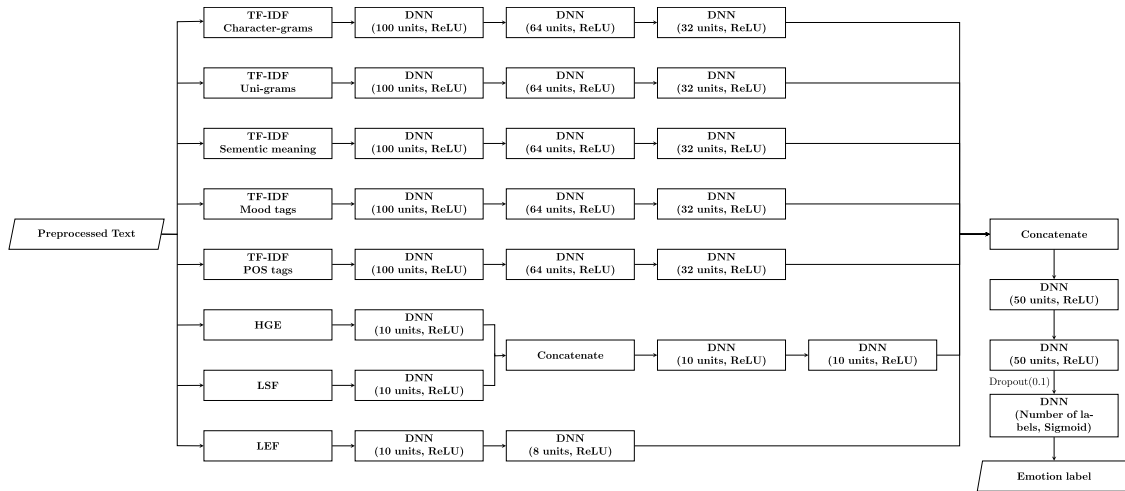 TF-IDF
Character-grams
DNN
(100 units, ReLU)
DNN
(64 units, ReLU)
DNN
(32 units, ReLU)
TF-IDF
Uni-grams
DNN
(100 units, ReLU)
DNN
(64 units, ReLU)
DNN
(32 units, ReLU)
TF-IDF
Sementic meaning
DNN
(100 units, ReLU)
DNN
(64 units, ReLU)
DNN
(32 units, ReLU)
TF-IDF
Mood tags
DNN
(100 units, ReLU)
DNN
(64 units, ReLU)
DNN
(32 units, ReLU)
Preprocessed Text
TF-IDF
POS tags
DNN
(100 units, ReLU)
DNN
(64 units, ReLU)
DNN
(32 units, ReLU)
HGE
DNN
(10 units, ReLU)
LSF
DNN
(10 units, ReLU)
Concatenate
DNN
(10 units, ReLU)
DNN
(10 units, ReLU)
LEF
DNN
(10 units, ReLU)
DNN
(8 units, ReLU)
Concatenate
DNN
(50 units, ReLU)
DNN
(50 units, ReLU)
Dropout(0.1)
DNN
(Number of la-
bels, Sigmoid)
Emotion label